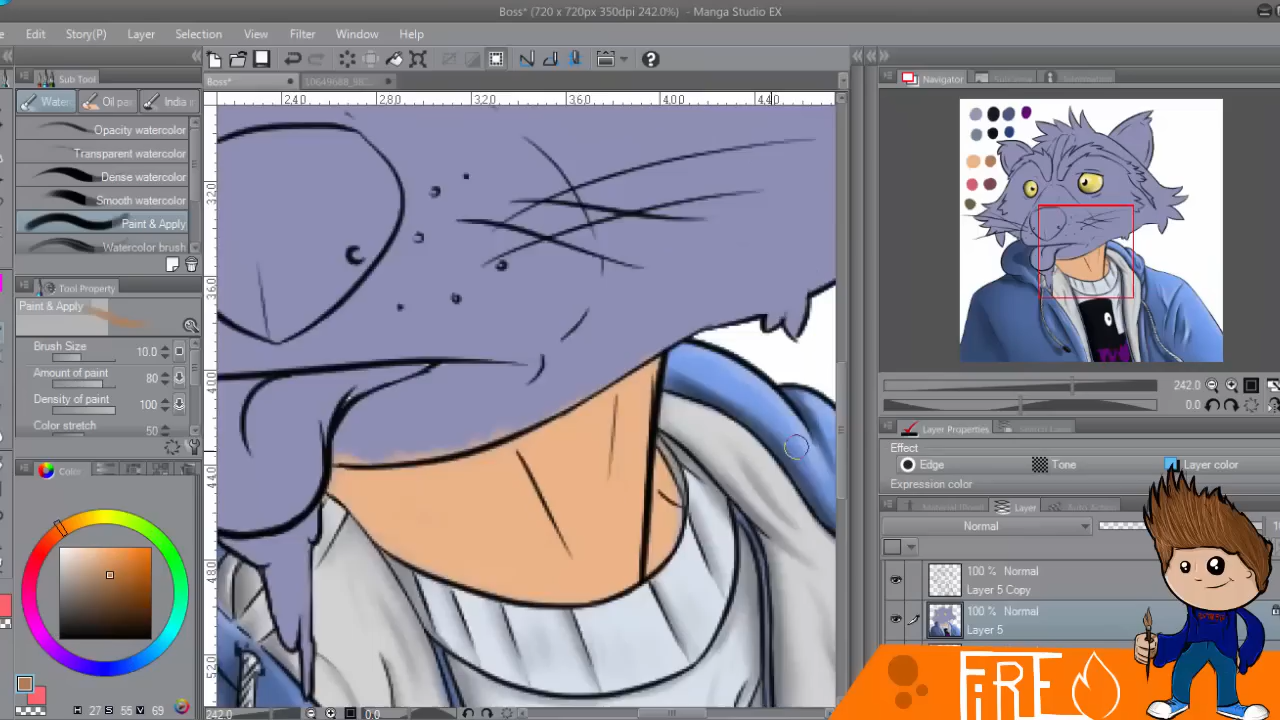 Boss* (720 x 720px 350dpi 242.0%) - Manga Studio EX
Edit Story(P) Layer Selection View Filter Window Help
Sub Tool
Water Oil pa India i
Opacity watercolor
Transparent watercolor
Dense watercolor
Smooth watercolor
Paint & Apply
Watercolor brush
Tool Property
Paint & Apply
Brush Size 10.0
Amount of paint 80
Density of paint 100
Color stretch 50
Color
H 27 S 55 V 69
Boss*
240 280 320 360 400 440
320
360
400
440
480
520
242.0 0.0
Navigator
Information
242.0
0.0
Layer Properties
Effect
Edge Tone Layer color
Expression color
Layer Auto Action
Normal
100 % Normal
Layer 5 Copy
100 % Normal
Layer 5
FiRE